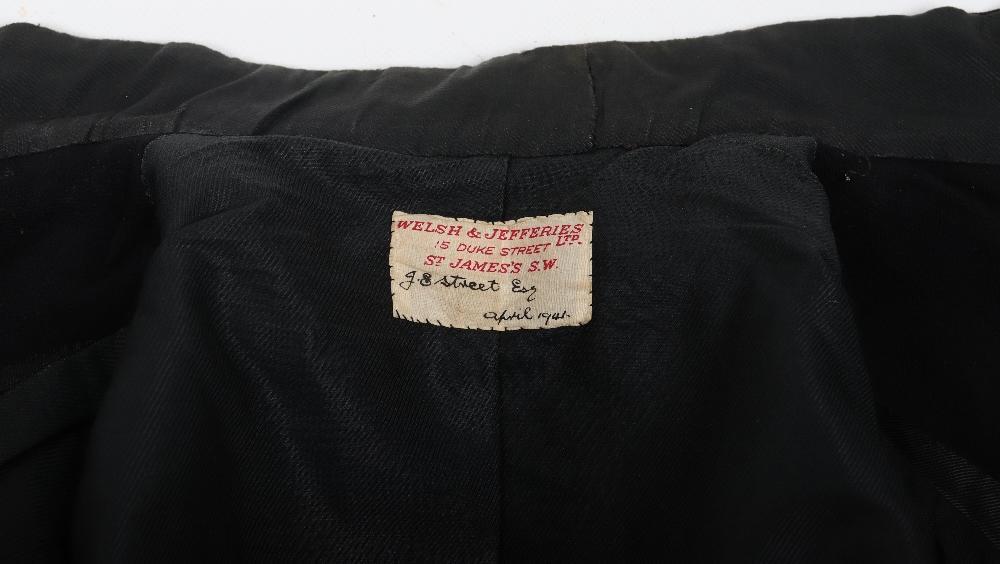 WELSH & JEFFERIES LTD.
15 DUKE STREET
ST JAMES'S S.W.
J. E Street Esq
April 1941.